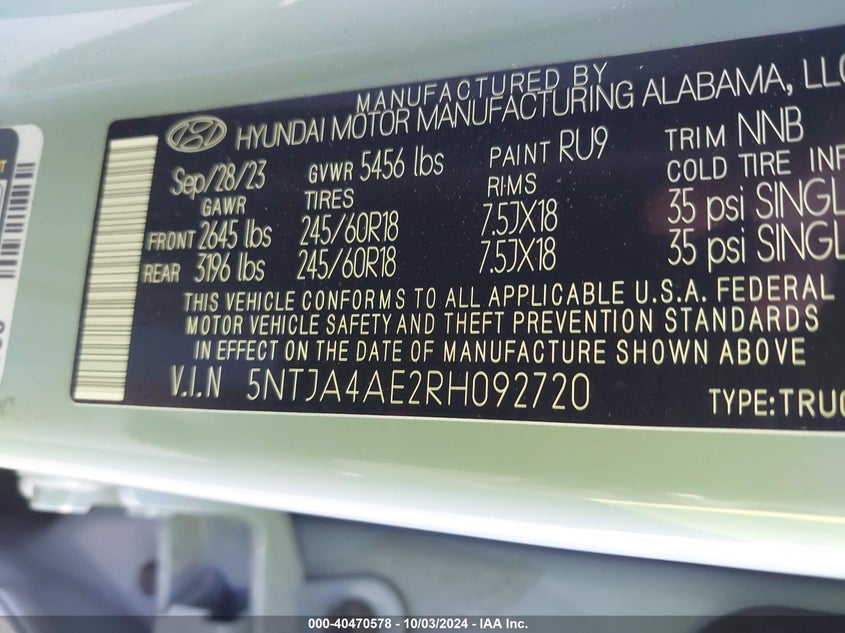 MANUFACTURED BY
HYUNDAI MOTOR MANUFACTURING ALABAMA, LLC
Sep/28/23 GVWR 5456 lbs PAINT RU9 TRIM NNB
GAWR TIRES RIMS COLD TIRE INF
FRONT 2645 lbs 245/60R18 7.5JX18 35 psi SINGL
REAR 3196 lbs 245/60R18 7.5JX18 35 psi SINGL
THIS VEHICLE CONFORMS TO ALL APPLICABLE U.S.A. FEDERAL
MOTOR VEHICLE SAFETY AND THEFT PREVENTION STANDARDS
IN EFFECT ON THE DATE OF MANUFACTURE SHOWN ABOVE
V.I.N 5NTJA4AE2RH092720 TYPE:TRUC
000-40470578 - 10/03/2024 - IAA Inc.